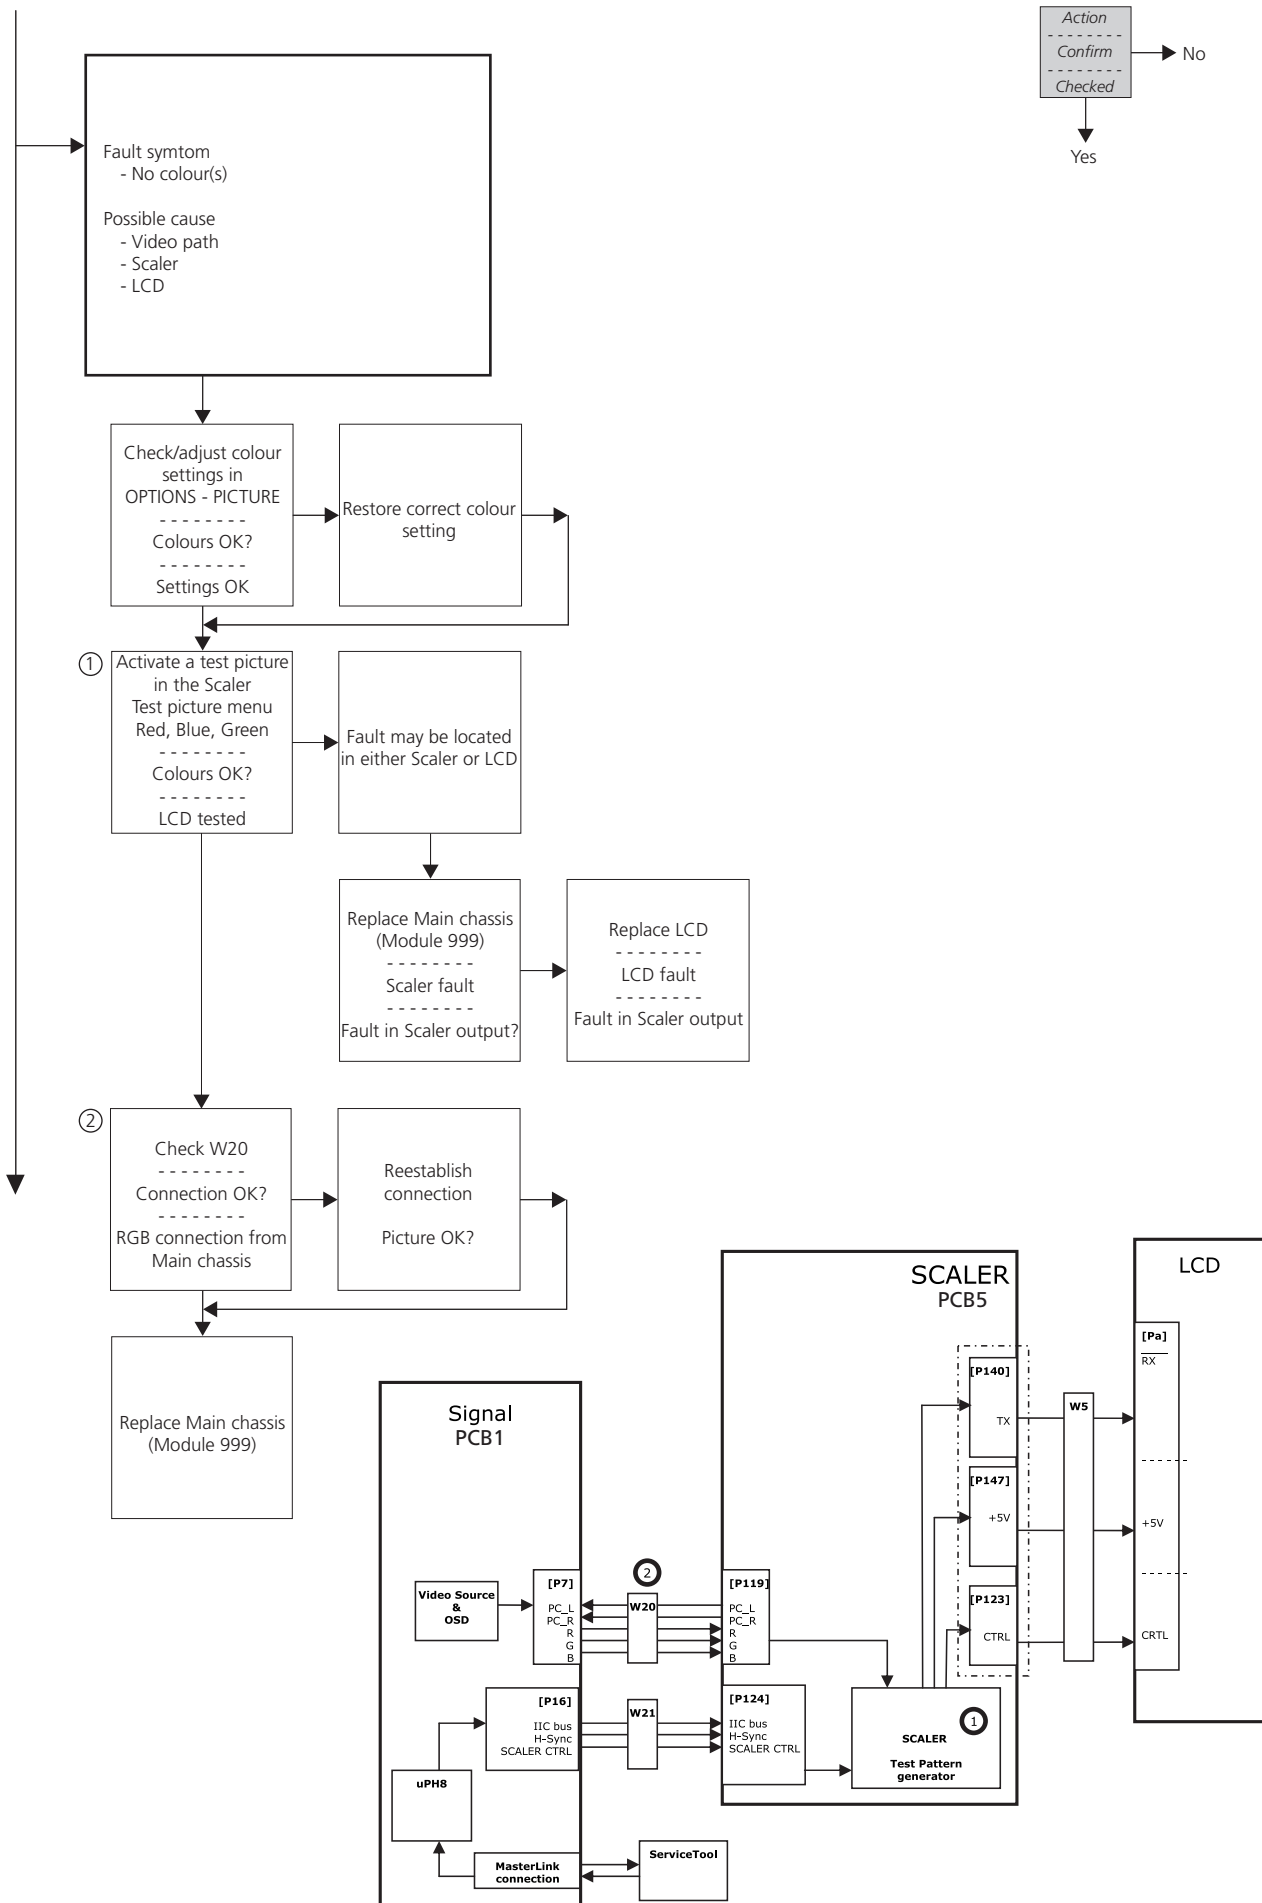 Action
- - - - - - - -
Confirm
- - - - - - - -
Checked
No
Yes
Fault symtom
- No colour(s)
Possible cause
- Video path
- Scaler
- LCD
Check/adjust colour
settings in
OPTIONS - PICTURE
- - - - - - - -
Colours OK?
- - - - - - - -
Settings OK
Restore correct colour
setting
1
Activate a test picture
in the Scaler
Test picture menu
Red, Blue, Green
- - - - - - - -
Colours OK?
- - - - - - - -
LCD tested
Fault may be located
in either Scaler or LCD
Replace Main chassis
(Module 999)
- - - - - - - -
Scaler fault
- - - - - - - -
Fault in Scaler output?
Replace LCD
- - - - - - - -
LCD fault
- - - - - - - -
Fault in Scaler output
2
Check W20
- - - - - - - -
Connection OK?
- - - - - - - -
RGB connection from
Main chassis
Reestablish
connection
Picture OK?
Replace Main chassis
(Module 999)
Signal
PCB1
Video Source
&
OSD
[P7]
PC_L
PC_R
R
G
B
2
W20
[P16]
IIC bus
H-Sync
SCALER CTRL
W21
uPH8
MasterLink
connection
ServiceTool
SCALER
PCB5
[P119]
PC_L
PC_R
R
G
B
[P124]
IIC bus
H-Sync
SCALER CTRL
1
SCALER
Test Pattern
generator
[P140]
TX
[P147]
+5V
[P123]
CTRL
W5
LCD
[Pa]
RX
+5V
CRTL